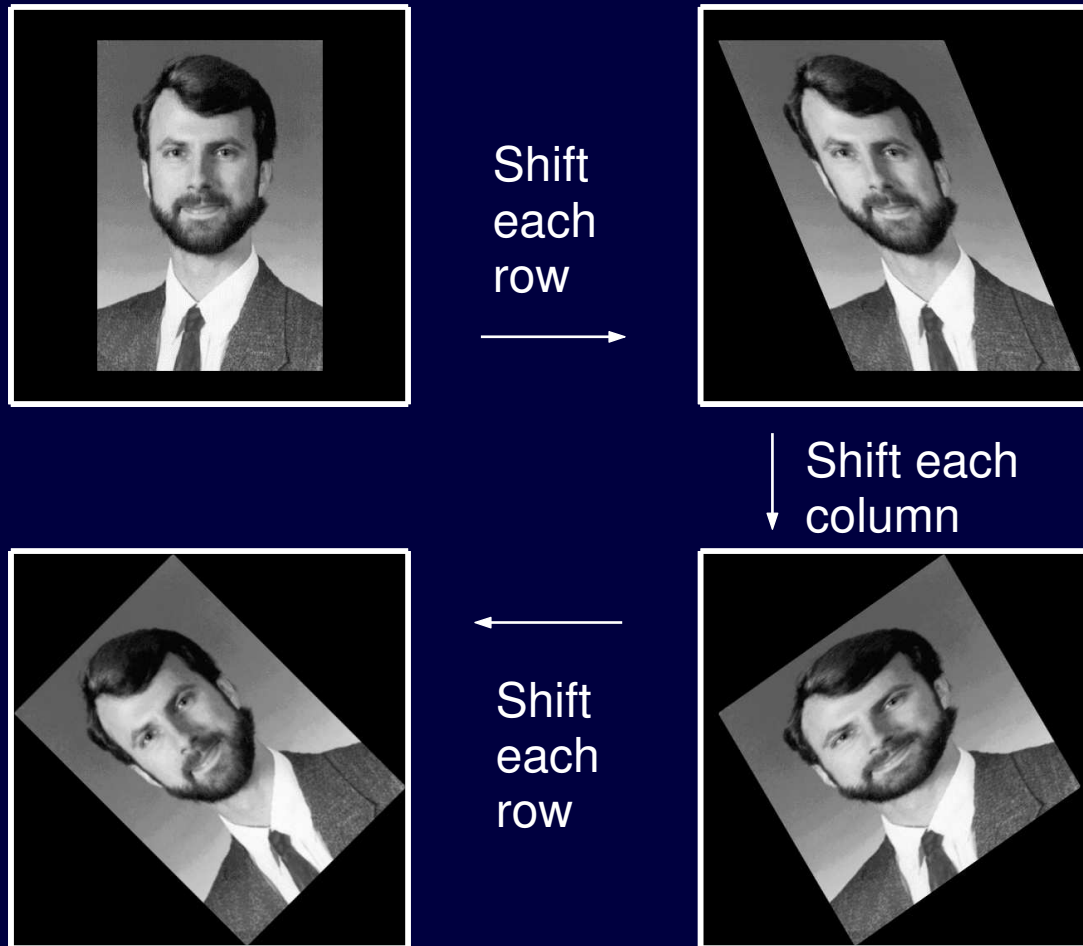 Shift
each
row
Shift each
column
Shift
each
row